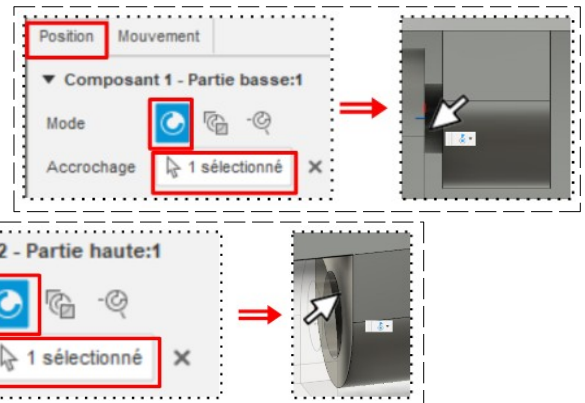 Position Mouvement
▼ Composant 1 - Partie basse:1
Mode
Accrochage 1 sélectionné ×
2 - Partie haute:1
1 sélectionné ×